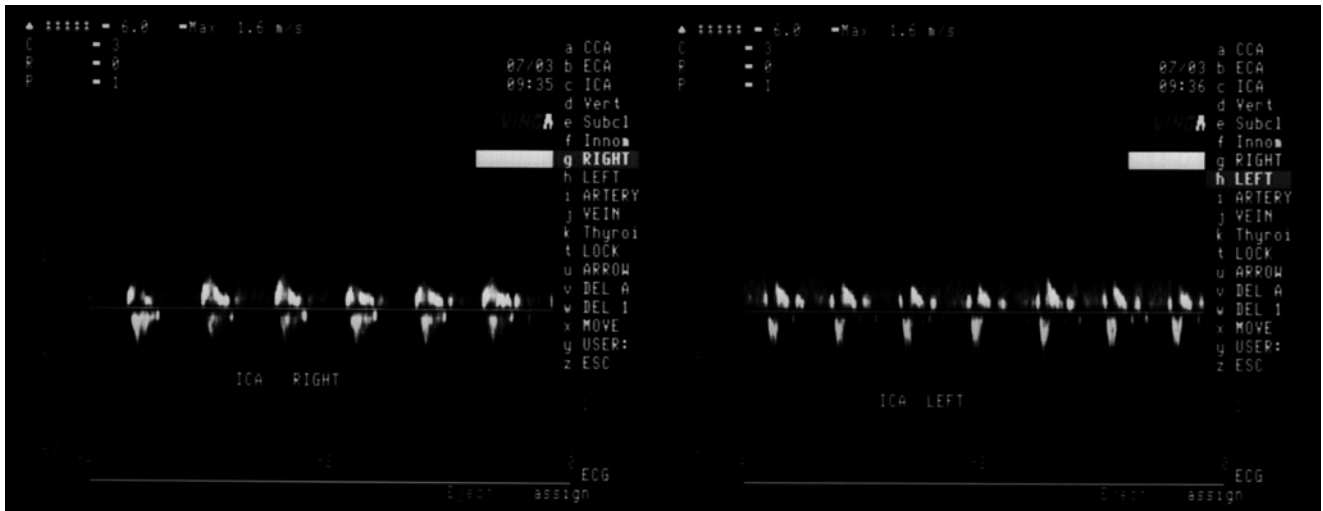 6.0 Max 1.6 m/s
C 3
R 0
P 1
07/03
09:35
a CCA
b ECA
c ICA
d Vert
e Subcl
f Innom
g RIGHT
h LEFT
i ARTERY
j VEIN
k Thyroi
t LOCK
u ARROW
v DEL A
w DEL 1
x MOVE
y USER:
z ESC
ICA RIGHT
ECG
Eject assign
6.0 Max 1.6 m/s
C 3
R 0
P 1
07/03
09:36
a CCA
b ECA
c ICA
d Vert
e Subcl
f Innom
g RIGHT
h LEFT
i ARTERY
j VEIN
k Thyroi
t LOCK
u ARROW
v DEL A
w DEL 1
x MOVE
y USER:
z ESC
ICA LEFT
ECG
Eject assign